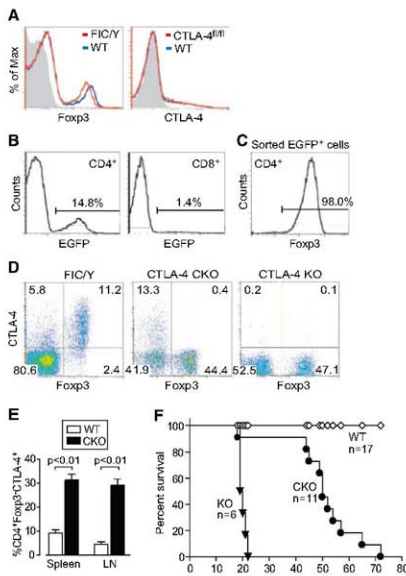 A
FIC/Y
WT
CTLA-4fl/fl
WT
% of Max
Foxp3
CTLA-4
B
CD4+
14.8%
CD8+
1.4%
Counts
EGFP
EGFP
C
Sorted EGFP+ cells
CD4+
98.0%
Counts
Foxp3
D
FIC/Y
CTLA-4 CKO
CTLA-4 KO
5.8
11.2
13.3
0.4
0.2
0.1
CTLA-4
80.6
2.4
41.9
44.4
52.5
47.1
Foxp3
Foxp3
Foxp3
E
WT
CKO
p<0.01
p<0.01
%CD4+Foxp3-CTLA-4+
40
30
20
10
0
Spleen
LN
F
100
80
60
40
20
0
Percent survival
WT
n=17
CKO
n=11
KO
n=6
0 10 20 30 40 50 60 70 80